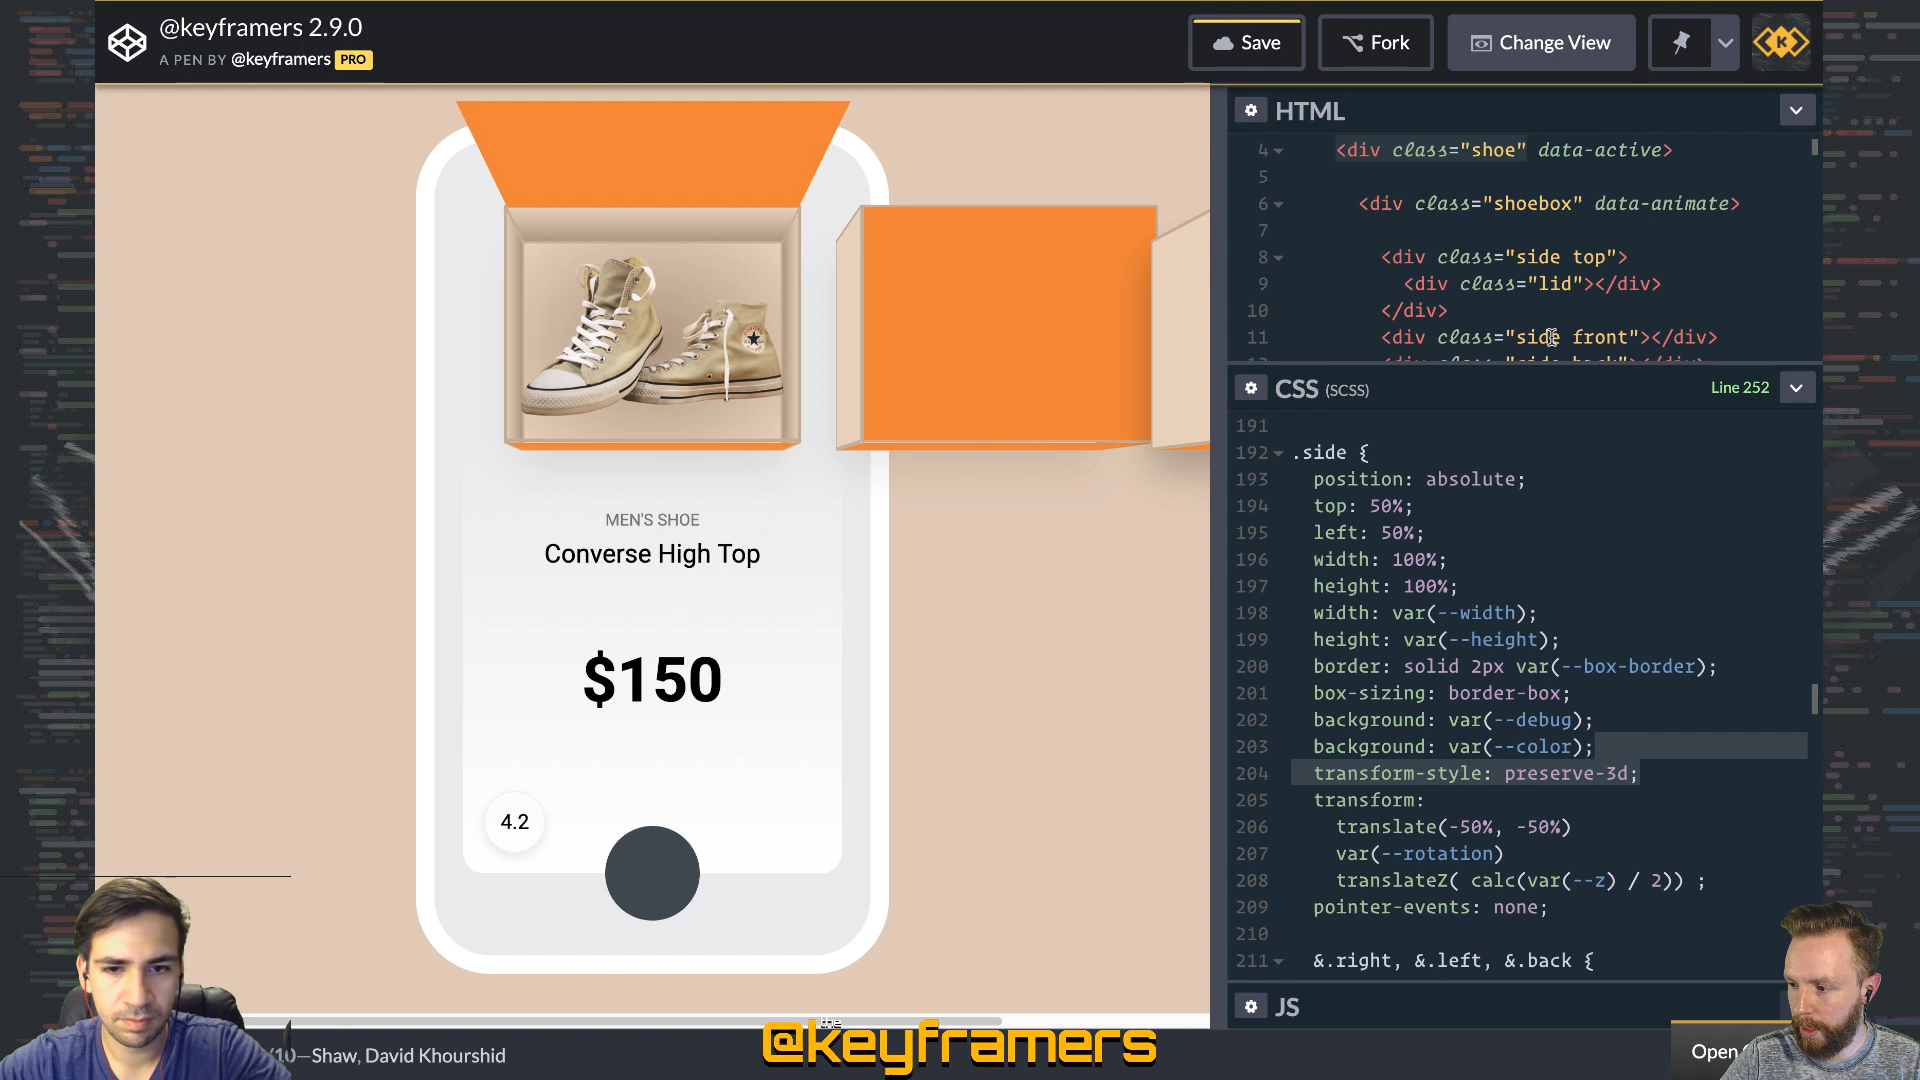 @keyframers 2.9.0
A PEN BY @keyframers PRO
Save
Fork
Change View
K
MEN'S SHOE
Converse High Top
$150
4.2
HTML
4 <div class="shoe" data-active>
5
6 <div class="shoebox" data-animate>
7
8 <div class="side top">
9 <div class="lid"></div>
10 </div>
11 <div class="side front"></div>
CSS (SCSS)
Line 252
191
192 .side {
193 position: absolute;
194 top: 50%;
195 left: 50%;
196 width: 100%;
197 height: 100%;
198 width: var(--width);
199 height: var(--height);
200 border: solid 2px var(--box-border);
201 box-sizing: border-box;
202 background: var(--debug);
203 background: var(--color);
204 transform-style: preserve-3d;
205 transform:
206 translate(-50%, -50%)
207 var(--rotation)
208 translateZ( calc(var(--z) / 2)) ;
209 pointer-events: none;
210
211 &.right, &.left, &.back {
JS
/10—Shaw, David Khourshid
the
@keyframers
Open